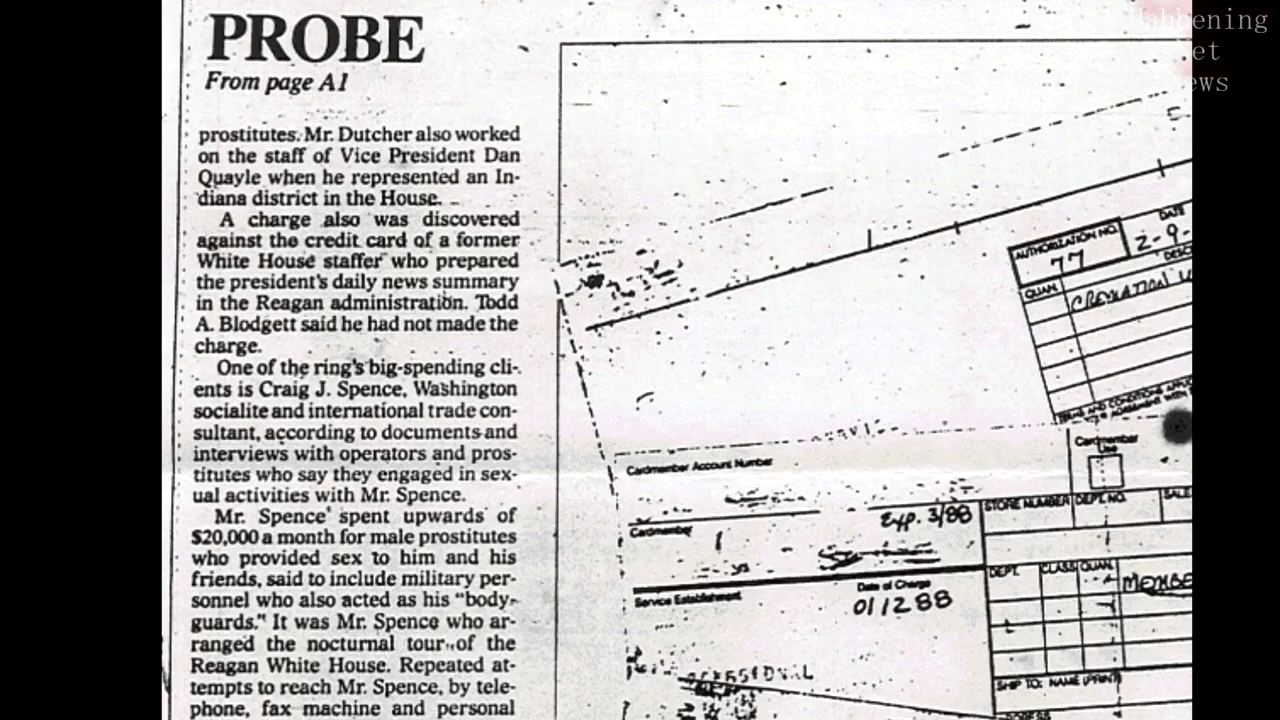 PROBE
From page A1
prostitutes. Mr. Dutcher also worked
on the staff of Vice President Dan
Quayle when he represented an In-
diana district in the House.
A charge also was discovered
against the credit card of a former
White House staffer who prepared
the president's daily news summary
in the Reagan administration. Todd
A. Blodgett said he had not made the
charge.
One of the ring's big-spending cli-
ents is Craig J. Spence, Washington
socialite and international trade con-
sultant, according to documents and
interviews with operators and pros-
titutes who say they engaged in sex-
ual activities with Mr. Spence.
Mr. Spence spent upwards of
$20,000 a month for male prostitutes
who provided sex to him and his
friends, said to include military per-
sonnel who also acted as his "body-
guards." It was Mr. Spence who ar-
ranged the nocturnal tour of the
Reagan White House. Repeated at-
tempts to reach Mr. Spence, by tele-
phone, fax machine and personal
AUTHORIZATION NO.
77
DATE
2-9-
QUAN.
Cardmember Account Number
Cardmember
Use
Cardmember
Exp. 3/88
STORE NUMBER
DEPT. NO.
SALE
Service Establishment
Date of Charge
011288
DEPT.
CLASS
QUAN.
MEMBE
SHIP TO: NAME (PRINT)
Habbening
et
ews